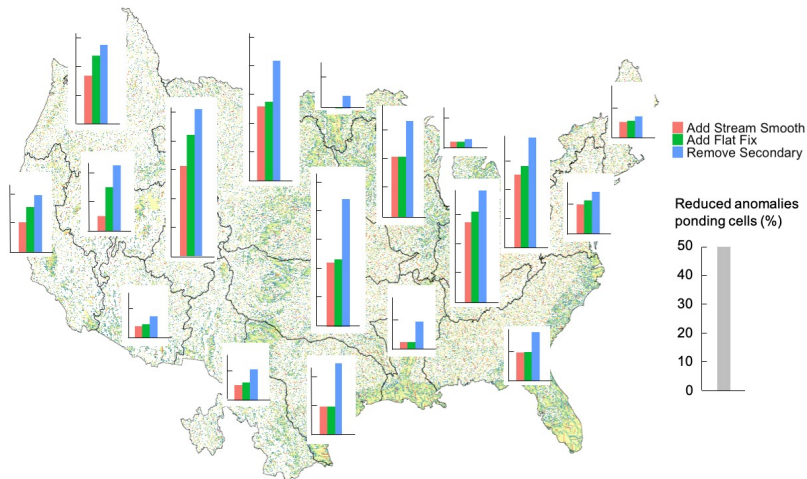 Add Stream Smooth
Add Flat Fix
Remove Secondary
Reduced anomalies
ponding cells (%)
50
40
30
20
10
0